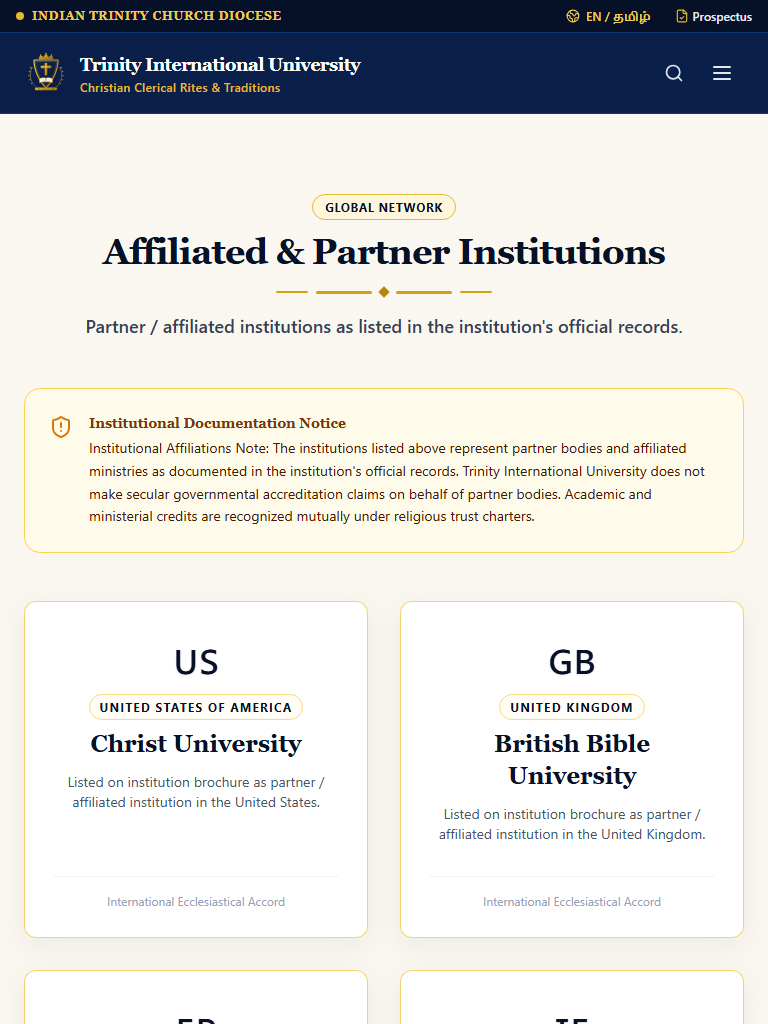 INDIAN TRINITY CHURCH DIOCESE
EN / தமிழ்
Prospectus
Trinity International University
Christian Clerical Rites & Traditions
GLOBAL NETWORK
Affiliated & Partner Institutions
Partner / affiliated institutions as listed in the institution's official records.
Institutional Documentation Notice
Institutional Affiliations Note: The institutions listed above represent partner bodies and affiliated
ministries as documented in the institution's official records. Trinity International University does not
make secular governmental accreditation claims on behalf of partner bodies. Academic and
ministerial credits are recognized mutually under religious trust charters.
US
UNITED STATES OF AMERICA
Christ University
Listed on institution brochure as partner /
affiliated institution in the United States.
International Ecclesiastical Accord
GB
UNITED KINGDOM
British Bible
University
Listed on institution brochure as partner /
affiliated institution in the United Kingdom.
International Ecclesiastical Accord